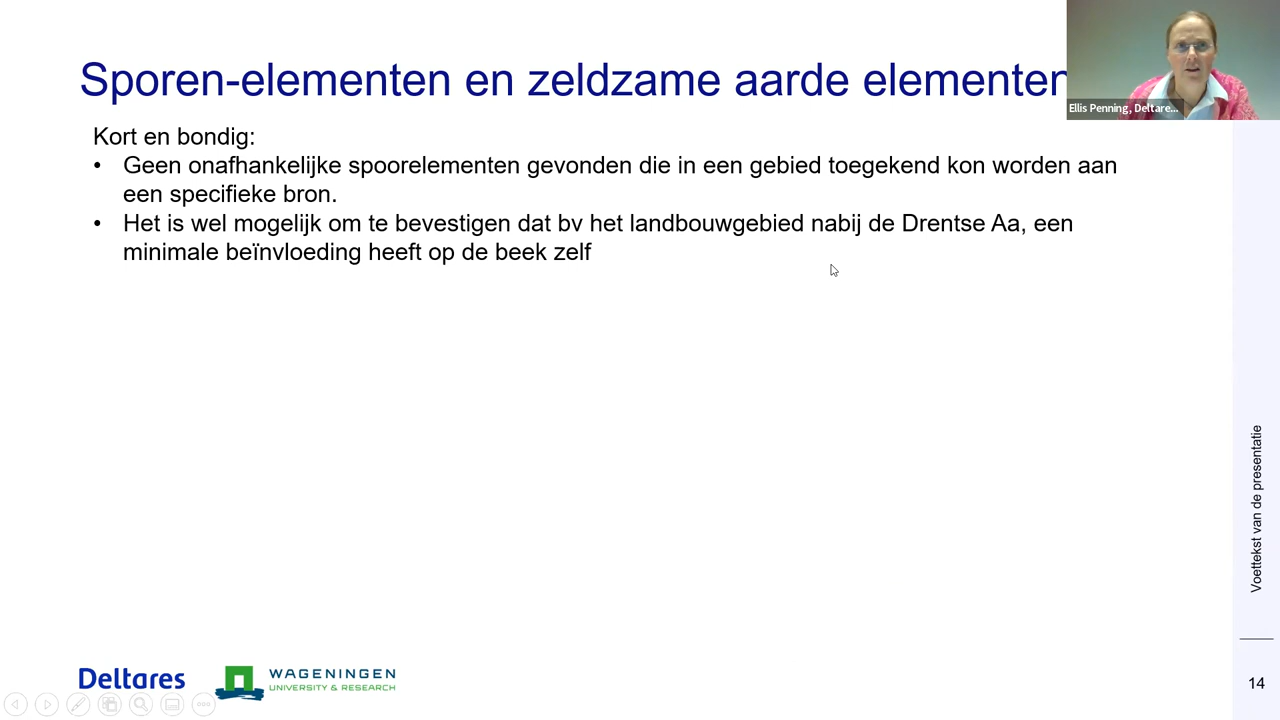 Sporen-elementen en zeldzame aarde elementen
Ellis Penning, Deltare...
Kort en bondig:
• Geen onafhankelijke spoorelementen gevonden die in een gebied toegekend kon worden aan
een specifieke bron.
• Het is wel mogelijk om te bevestigen dat bv het landbouwgebied nabij de Drentse Aa, een
minimale beïnvloeding heeft op de beek zelf
Voettekst van de presentatie
Deltares
WAGENINGEN
UNIVERSITY & RESEARCH
14